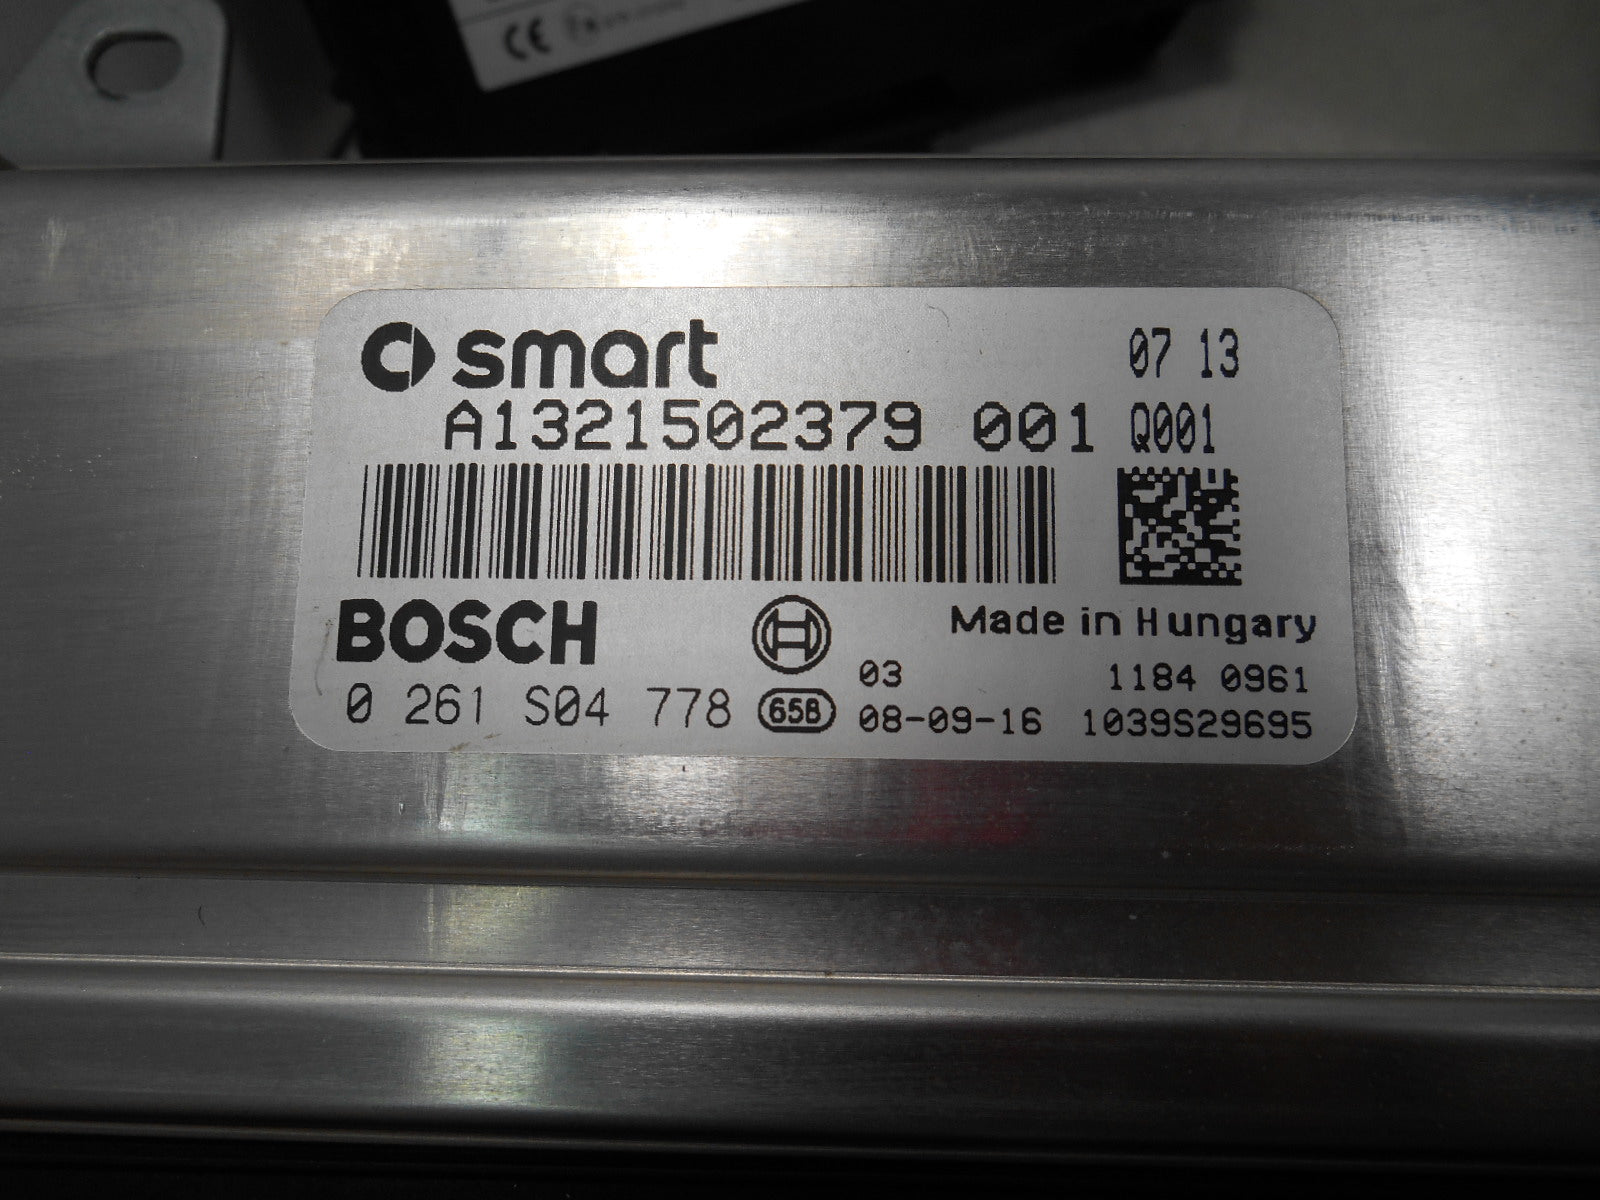 CE
smart 07 13
A1321502379 001 Q001
BOSCH
Made in Hungary
03 1184 0961
0 261 S04 778 658 08-09-16 1039S29695